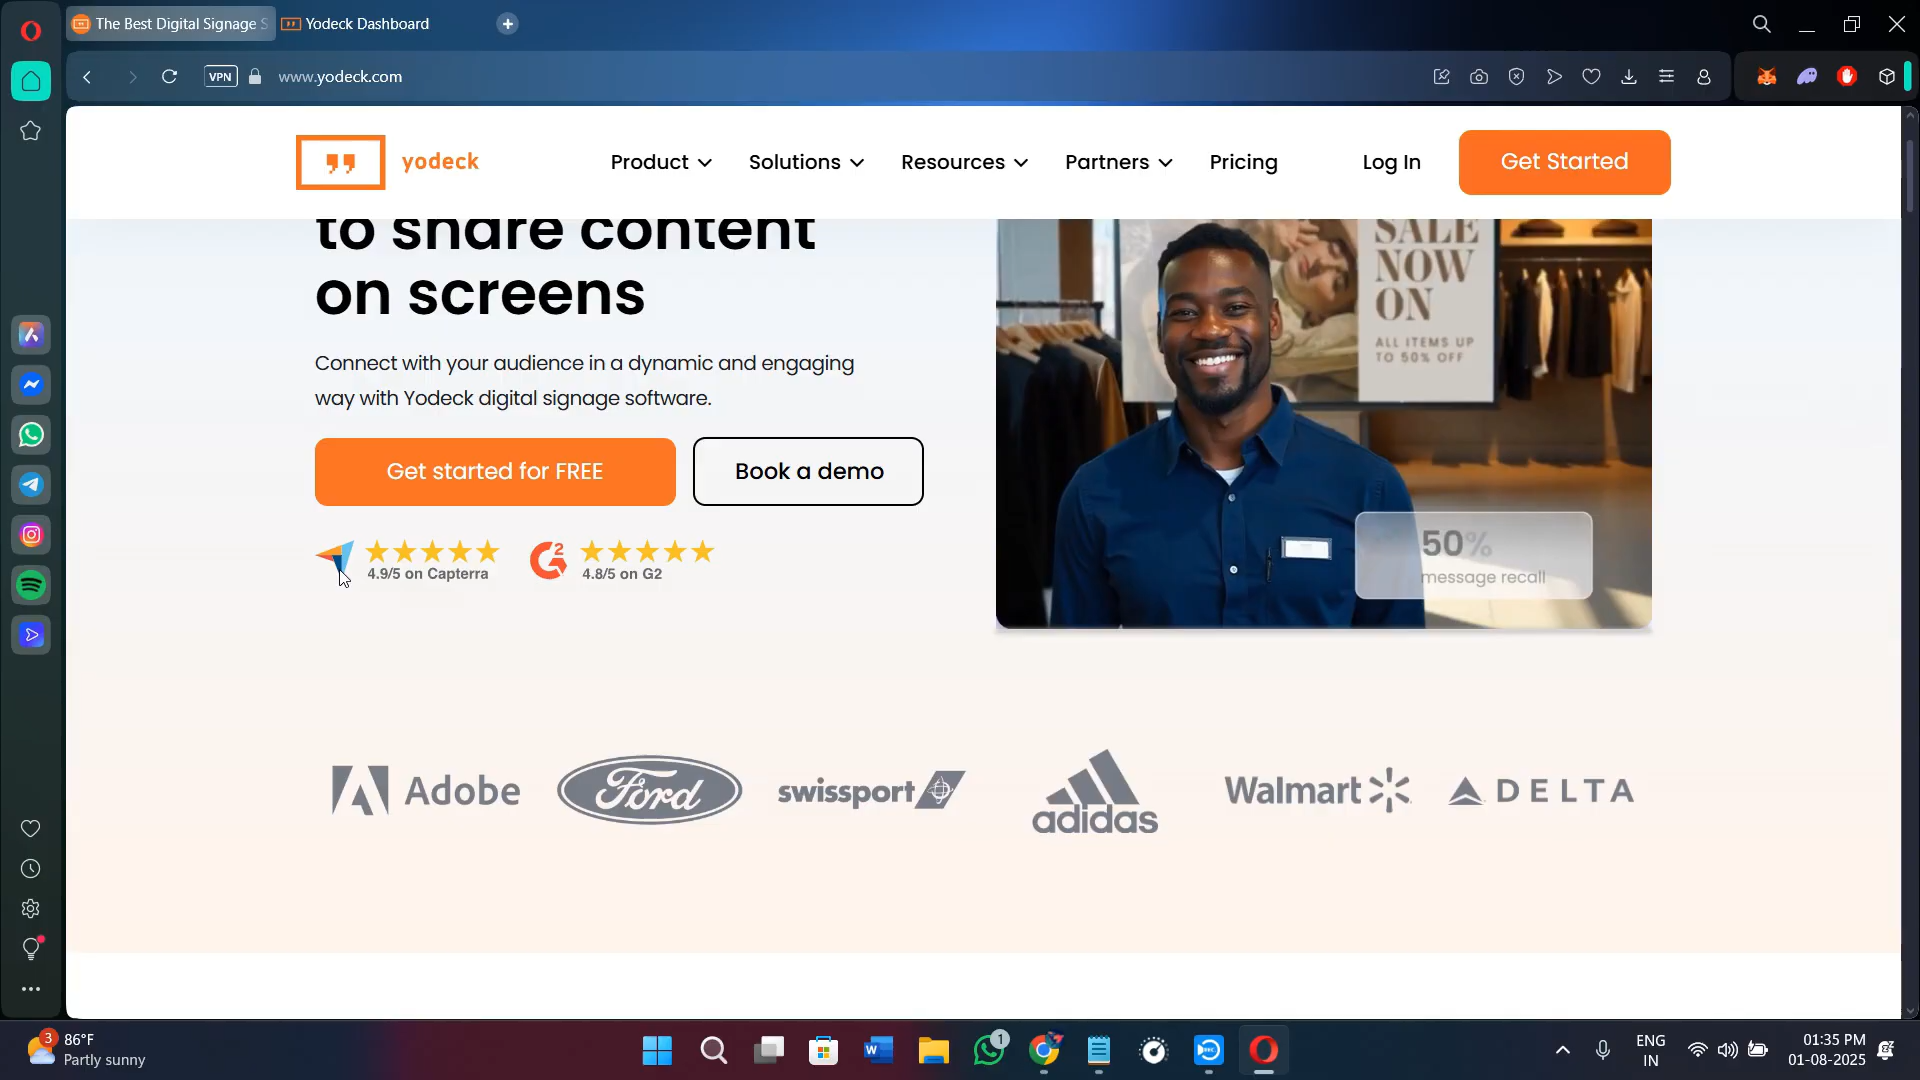 The Best Digital Signage S
Yodeck Dashboard
VPN
www.yodeck.com
yodeck
Product
Solutions
Resources
Partners
Pricing
Log In
Get Started
to share content
on screens
Connect with your audience in a dynamic and engaging
way with Yodeck digital signage software.
Get started for FREE
Book a demo
4.9/5 on Capterra
G2
4.8/5 on G2
SALE
NOW
ON
ALL ITEMS UP
TO 50% OFF
50%
message recall
Adobe
Ford
swissport
adidas
Walmart
DELTA
3
86°F
Partly sunny
W
1
ENG
IN
01:35 PM
01-08-2025